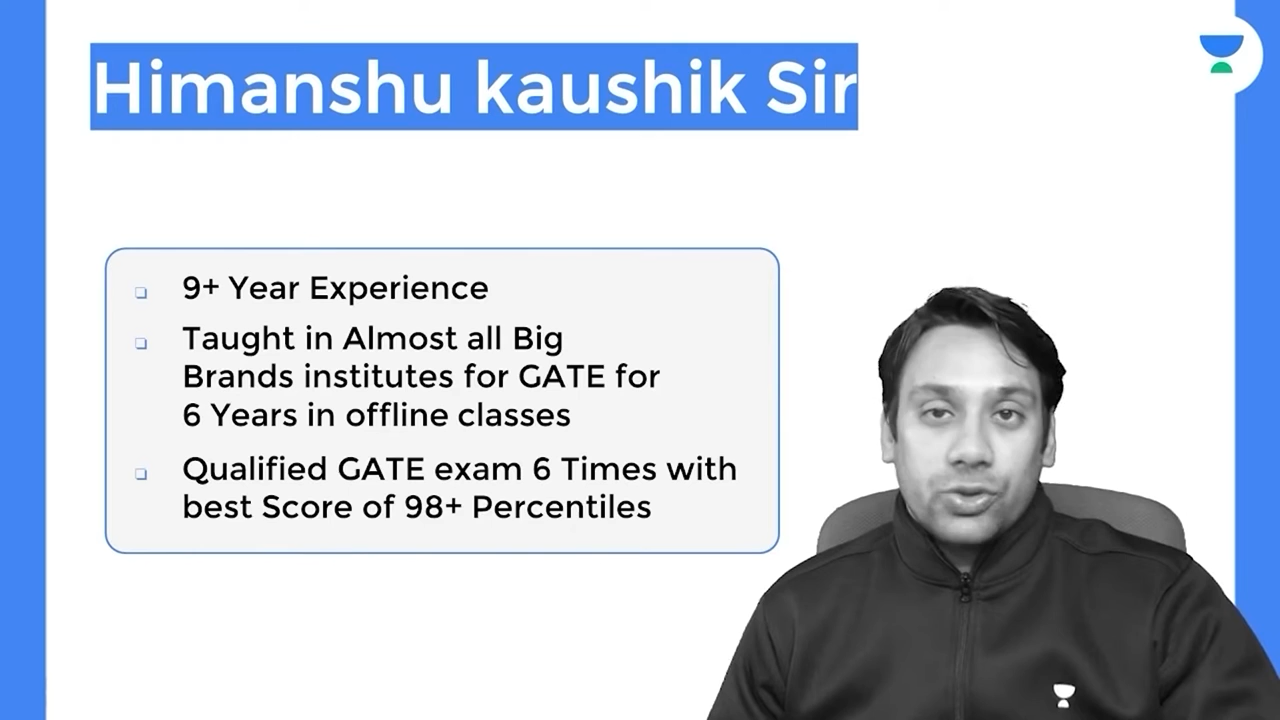 Himanshu kaushik Sir
9+ Year Experience
Taught in Almost all Big
Brands institutes for GATE for
6 Years in offline classes
Qualified GATE exam 6 Times with
best Score of 98+ Percentiles